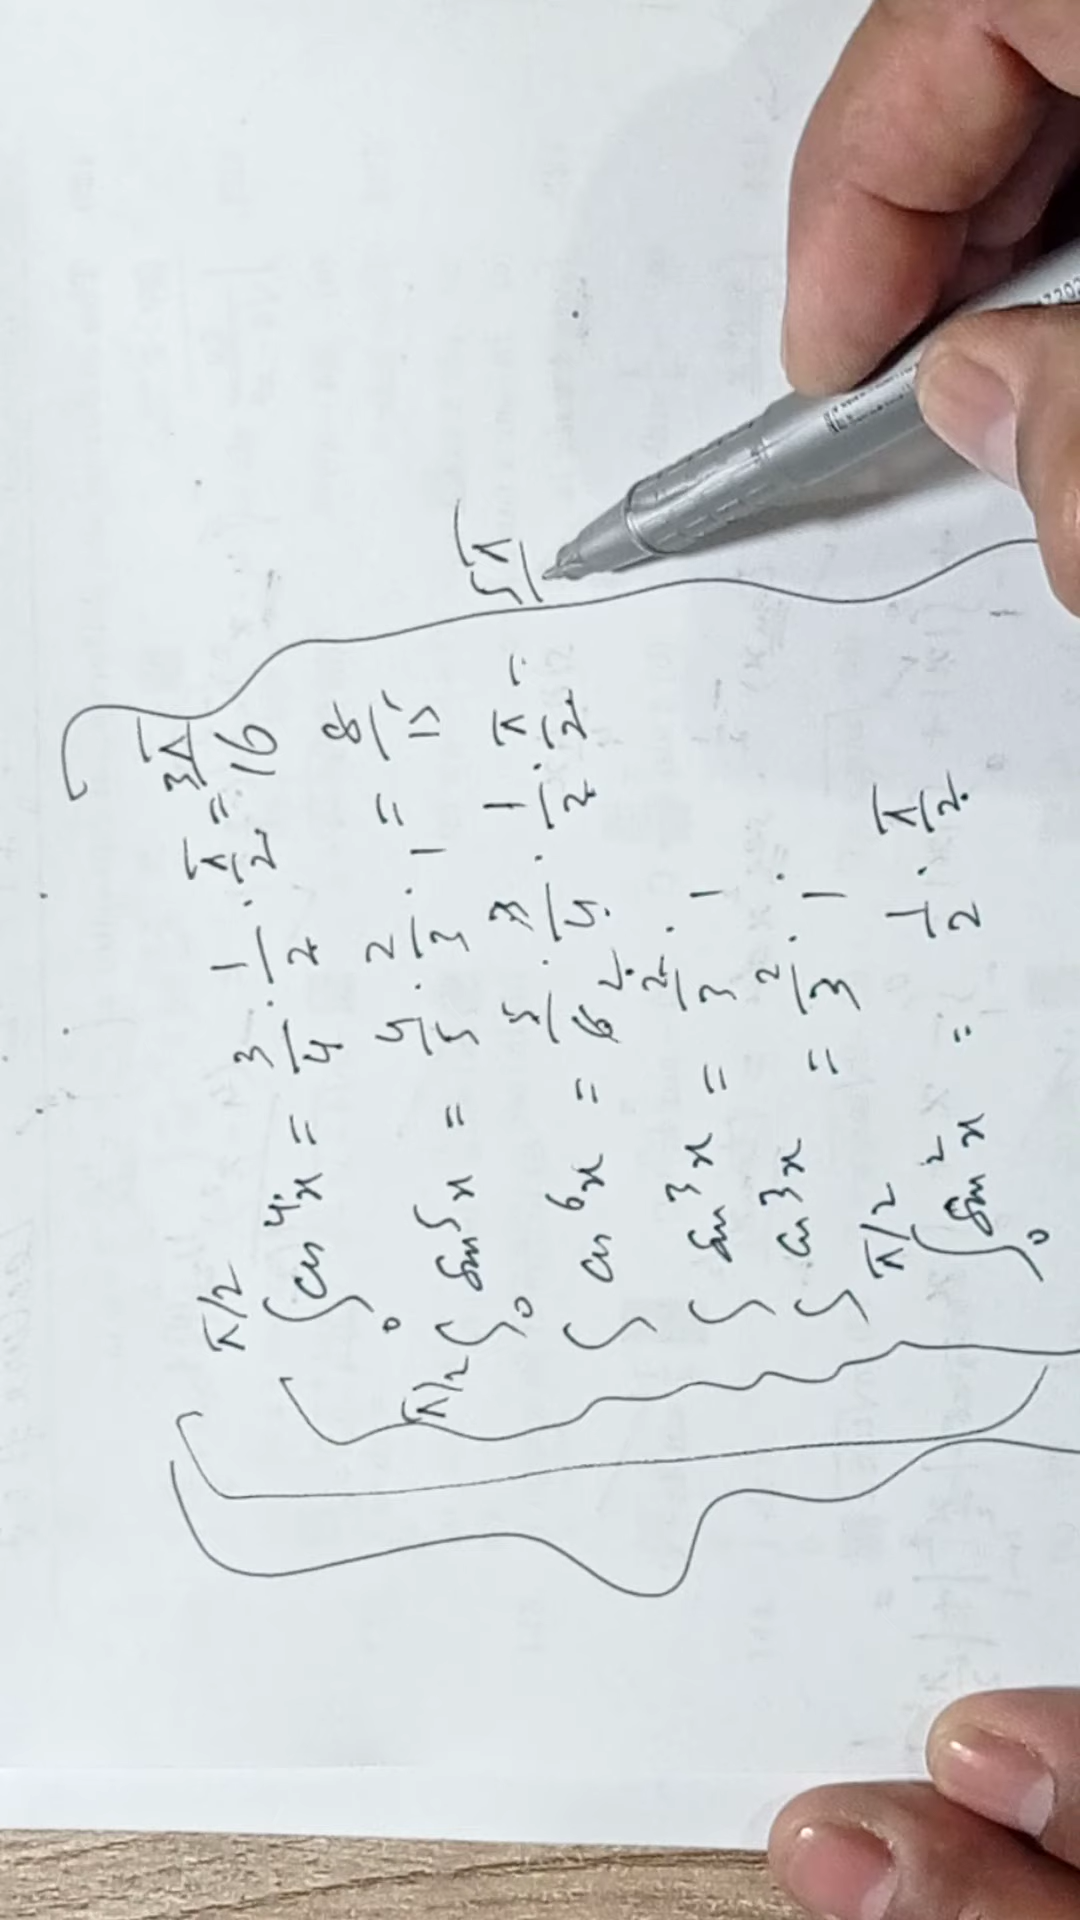 ∫₀^{π/2} cos⁴x = 3/4 · 1/2 · π/2 = 3π/16
∫₀^{π/2} sin⁵x = 4/5 · 2/3 · 1 = 8/15
∫ cos⁶x = 5/6 · 3/4 · 1/2 · π/2 = 5π/
∫ sin³x = 2/3 · 1
∫ cos³x = 2/3 · 1
∫₀^{π/2} sin²x = 1/2 · π/2